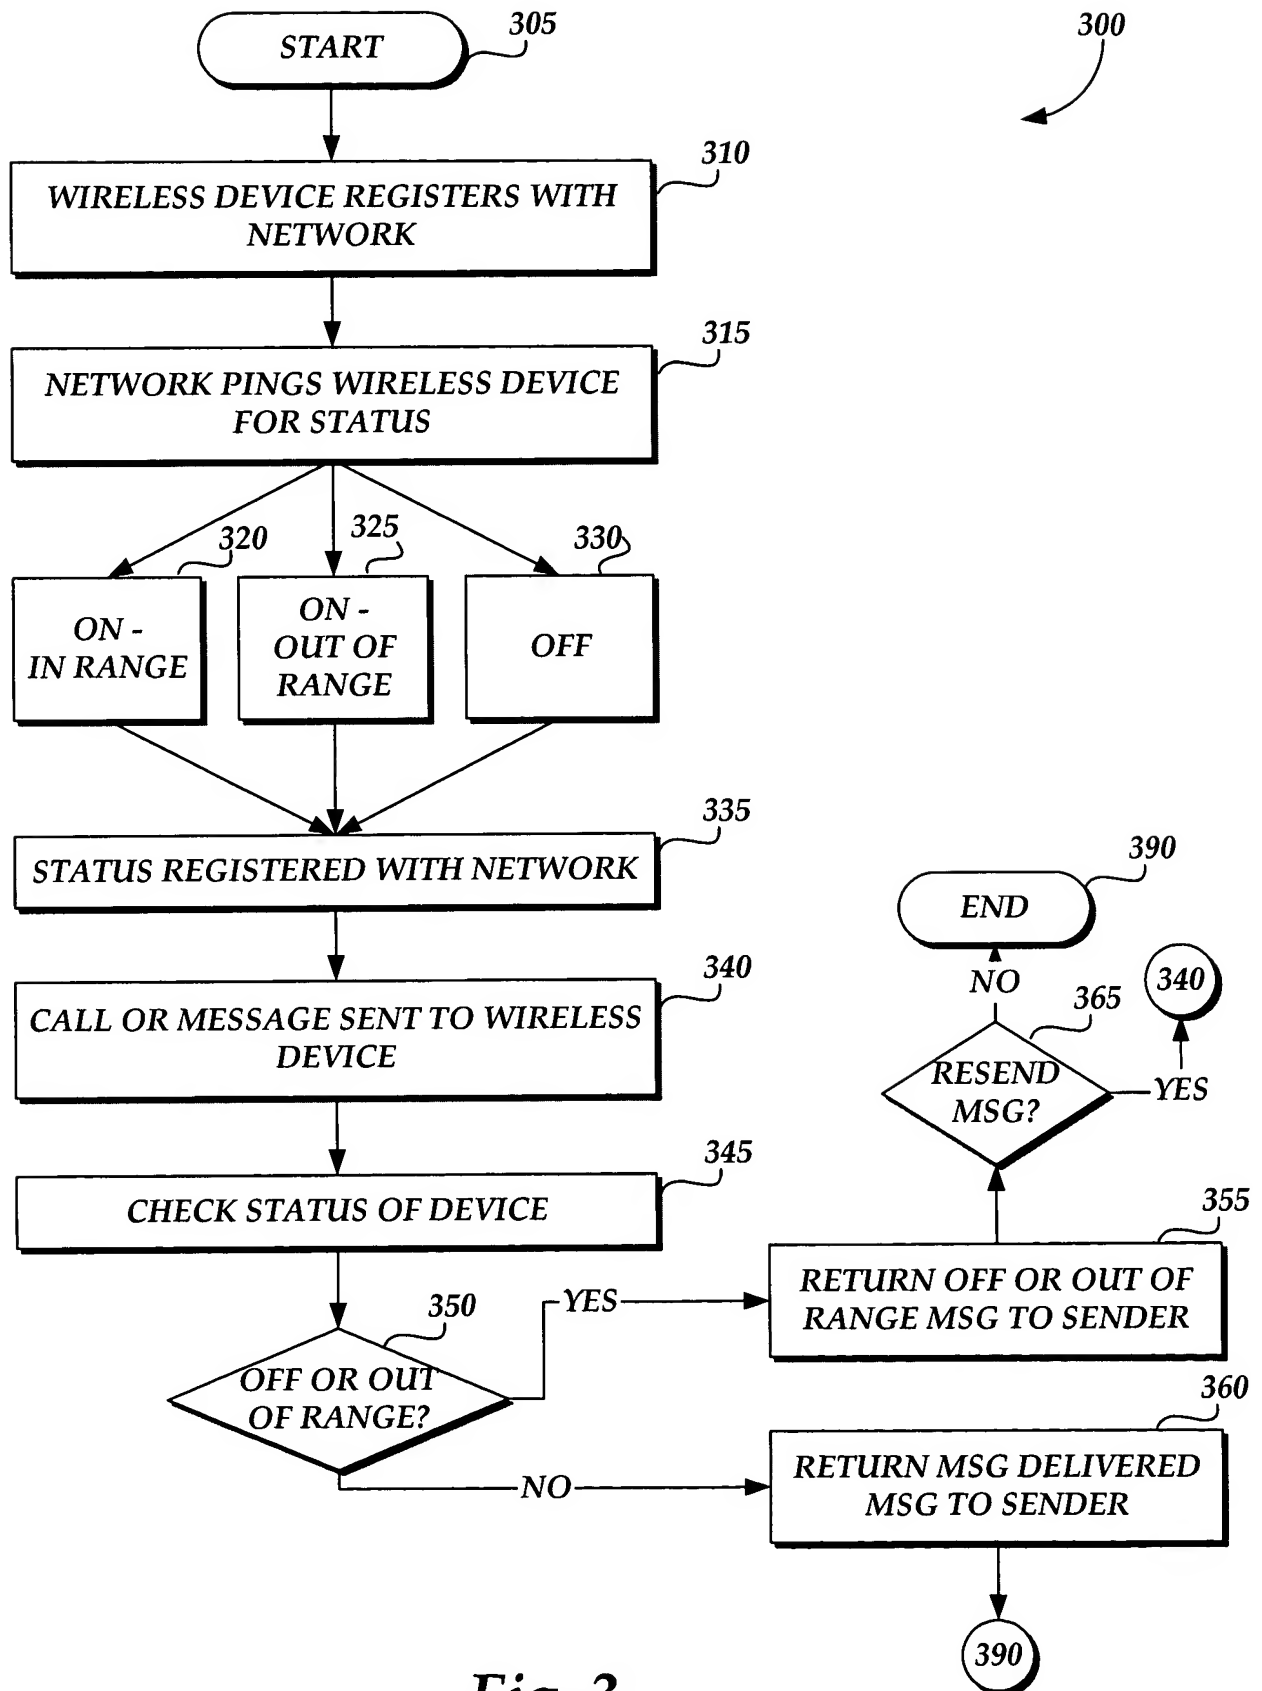 START
305
300
310
WIRELESS DEVICE REGISTERS WITH
NETWORK
315
NETWORK PINGS WIRELESS DEVICE
FOR STATUS
320
325
330
ON -
IN RANGE
ON -
OUT OF
RANGE
OFF
335
STATUS REGISTERED WITH NETWORK
340
CALL OR MESSAGE SENT TO WIRELESS
DEVICE
345
CHECK STATUS OF DEVICE
350
OFF OR OUT
OF RANGE?
YES
NO
390
END
NO
340
365
RESEND
MSG?
YES
355
RETURN OFF OR OUT OF
RANGE MSG TO SENDER
360
RETURN MSG DELIVERED
MSG TO SENDER
390